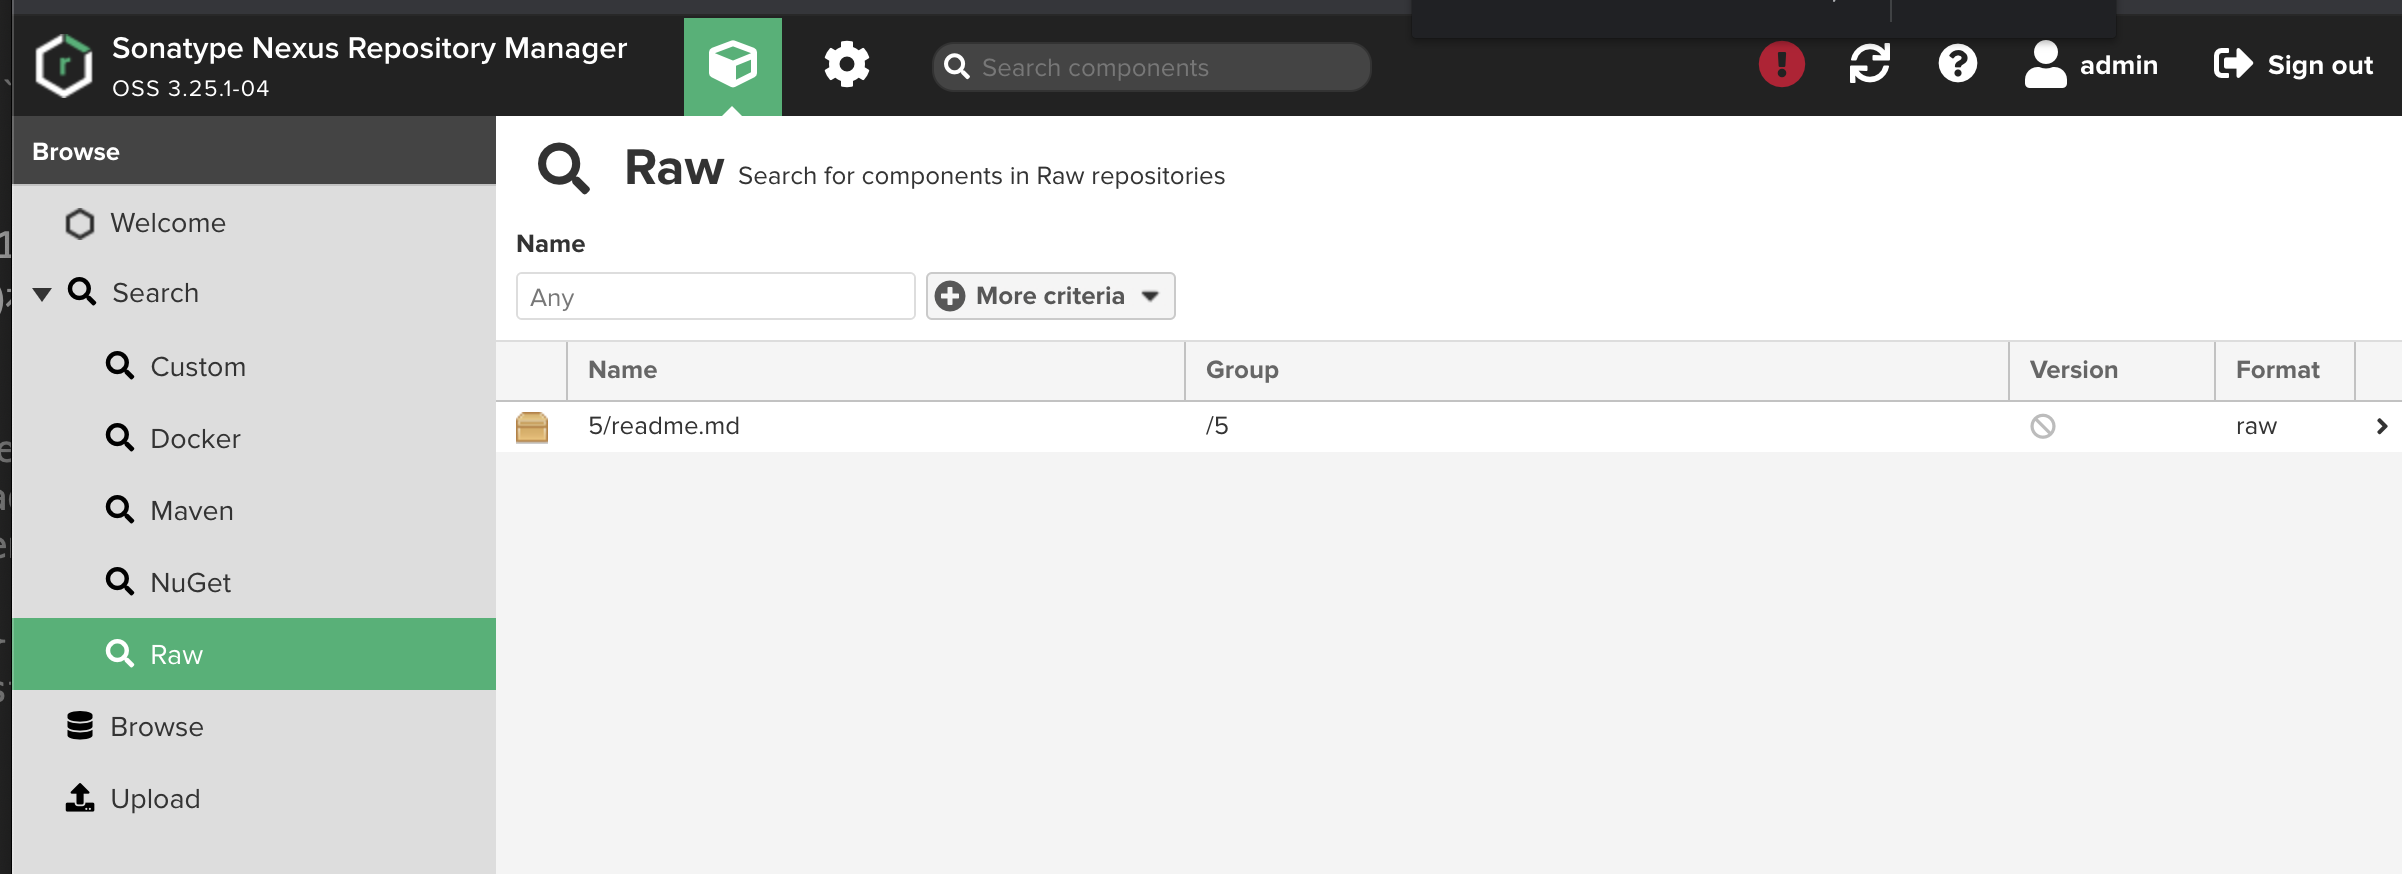 Sonatype Nexus Repository Manager
OSS 3.25.1-04
Search components
admin
Sign out
Browse
Welcome
Search
Custom
Docker
Maven
NuGet
Raw
Browse
Upload
Raw Search for components in Raw repositories
Name
Any
More criteria
Name Group Version Format
5/readme.md /5 raw